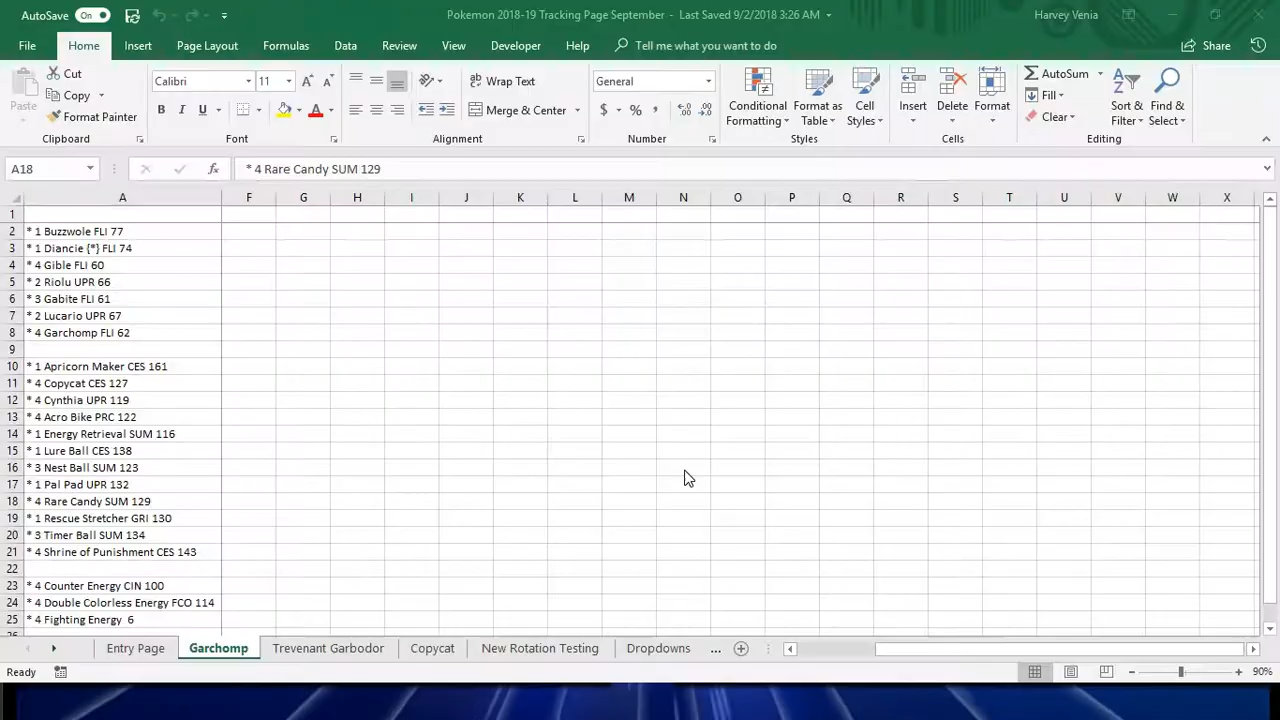 AutoSave On Pokemon 2018-19 Tracking Page September - Last Saved 9/2/2018 3:26 AM Harvey Venia
File Home Insert Page Layout Formulas Data Review View Developer Help Tell me what you want to do Share
Paste Cut Copy Format Painter
Calibri 11 B I U
Wrap Text
Merge & Center
General
$ % ,
Conditional Formatting Format as Table Cell Styles
Insert Delete Format
AutoSum
Fill
Clear
Sort & Filter Find & Select
Clipboard Font Alignment Number Styles Cells Editing
A18 fx * 4 Rare Candy SUM 129
A F G H I J K L M N O P Q R S T U V W X
1
2 * 1 Buzzwole FLI 77
3 * 1 Diancie {*} FLI 74
4 * 4 Gible FLI 60
5 * 2 Riolu UPR 66
6 * 3 Gabite FLI 61
7 * 2 Lucario UPR 67
8 * 4 Garchomp FLI 62
9
10 * 1 Apricorn Maker CES 161
11 * 4 Copycat CES 127
12 * 4 Cynthia UPR 119
13 * 4 Acro Bike PRC 122
14 * 1 Energy Retrieval SUM 116
15 * 1 Lure Ball CES 138
16 * 3 Nest Ball SUM 123
17 * 1 Pal Pad UPR 132
18 * 4 Rare Candy SUM 129
19 * 1 Rescue Stretcher GRI 130
20 * 3 Timer Ball SUM 134
21 * 4 Shrine of Punishment CES 143
22
23 * 4 Counter Energy CIN 100
24 * 4 Double Colorless Energy FCO 114
25 * 4 Fighting Energy 6
Entry Page Garchomp Trevenant Garbodor Copycat New Rotation Testing Dropdowns ...
Ready 90%